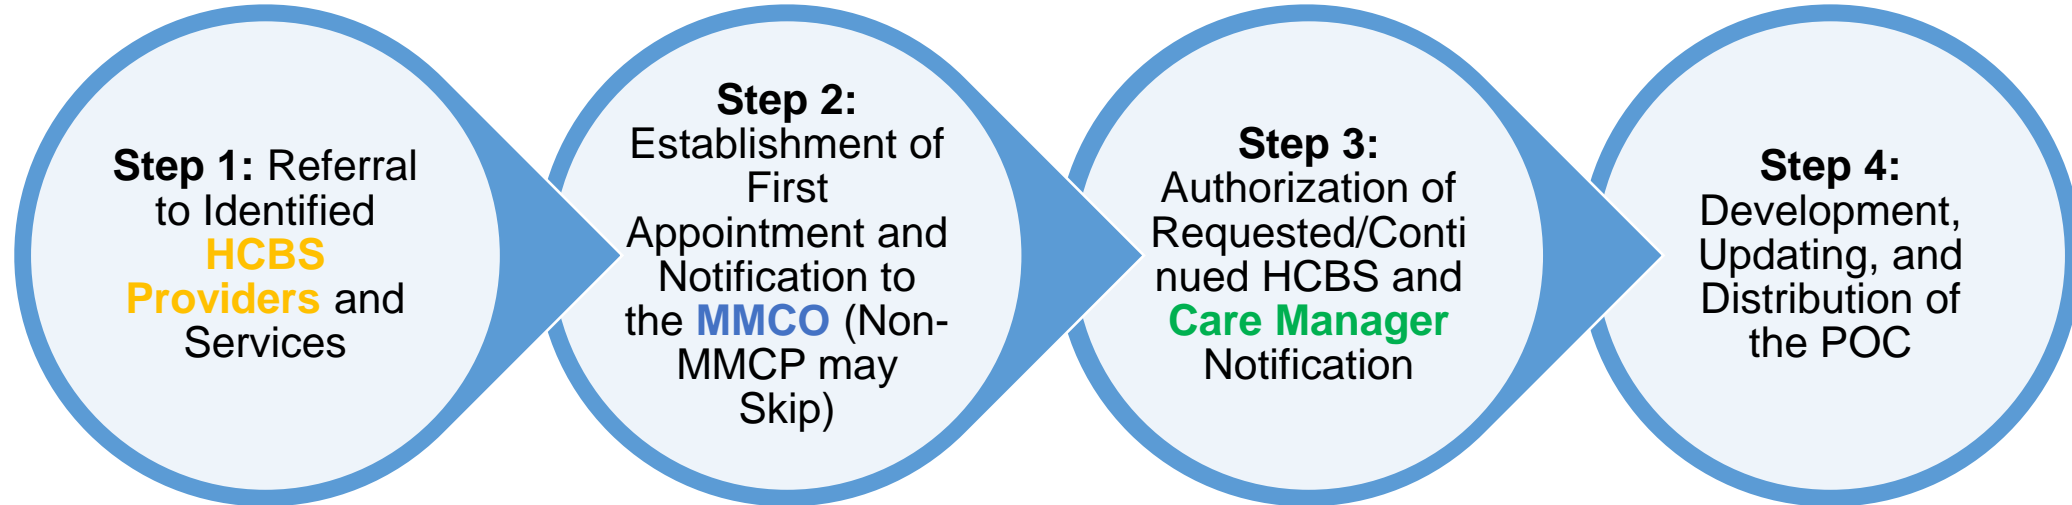 Step 1: Referral
to Identified
HCBS
Providers and
Services
Step 2:
Establishment of
First
Appointment and
Notification to
the MMCO (Non-
MMCP may
Skip)
Step 3:
Authorization of
Requested/Conti
nued HCBS and
Care Manager
Notification
Step 4:
Development,
Updating, and
Distribution of
the POC